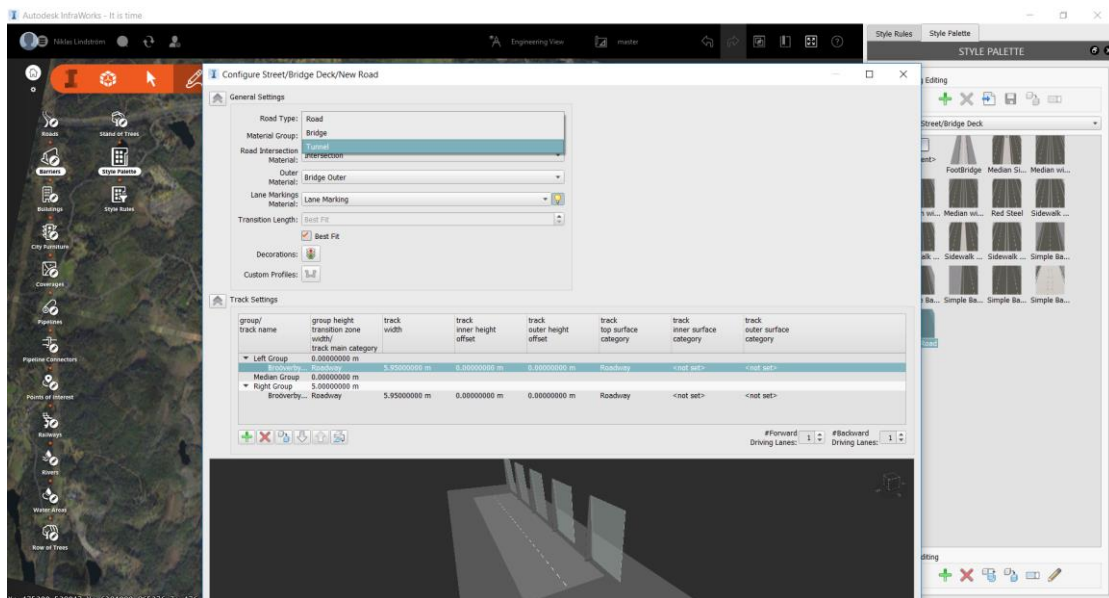 Autodesk InfraWorks - It is time
Niklas Lindström
Engineering View
master
Style Rules
Style Palette
STYLE PALETTE
Configure Street/Bridge Deck/New Road
General Settings
Road Type:
Road
Bridge
Tunnel
Material Group:
Road Intersection
Material:
Intersection
Outer
Material:
Bridge Outer
Lane Markings
Material:
Lane Marking
Transition Length:
Best Fit
Best Fit
Decorations:
Custom Profiles:
Track Settings
group/
track name
group height
transition zone
width/
track main category
track
width
track
inner height
offset
track
outer height
offset
track
top surface
category
track
inner surface
category
track
outer surface
category
Left Group 0.00000000 m
Broöverby... Roadway 5.95000000 m 0.00000000 m 0.00000000 m Roadway <not set> <not set>
Median Group 0.00000000 m
Right Group 5.00000000 m
Broöverby... Roadway 5.95000000 m 0.00000000 m 0.00000000 m Roadway <not set> <not set>
#Forward
Driving Lanes:
1
#Backward
Driving Lanes:
1
Roads
Stand of Trees
Barriers
Style Palette
Buildings
Style Rules
City Furniture
Coverages
Pipelines
Pipeline Connectors
Points of Interest
Railways
Rivers
Water Areas
Row of Trees
Editing
Street/Bridge Deck
FootBridge
Median Si...
Median wi...
Median wi...
Red Steel
Sidewalk ...
Sidewalk ...
Sidewalk ...
Simple Ba...
Simple Ba...
Simple Ba...
Simple Ba...